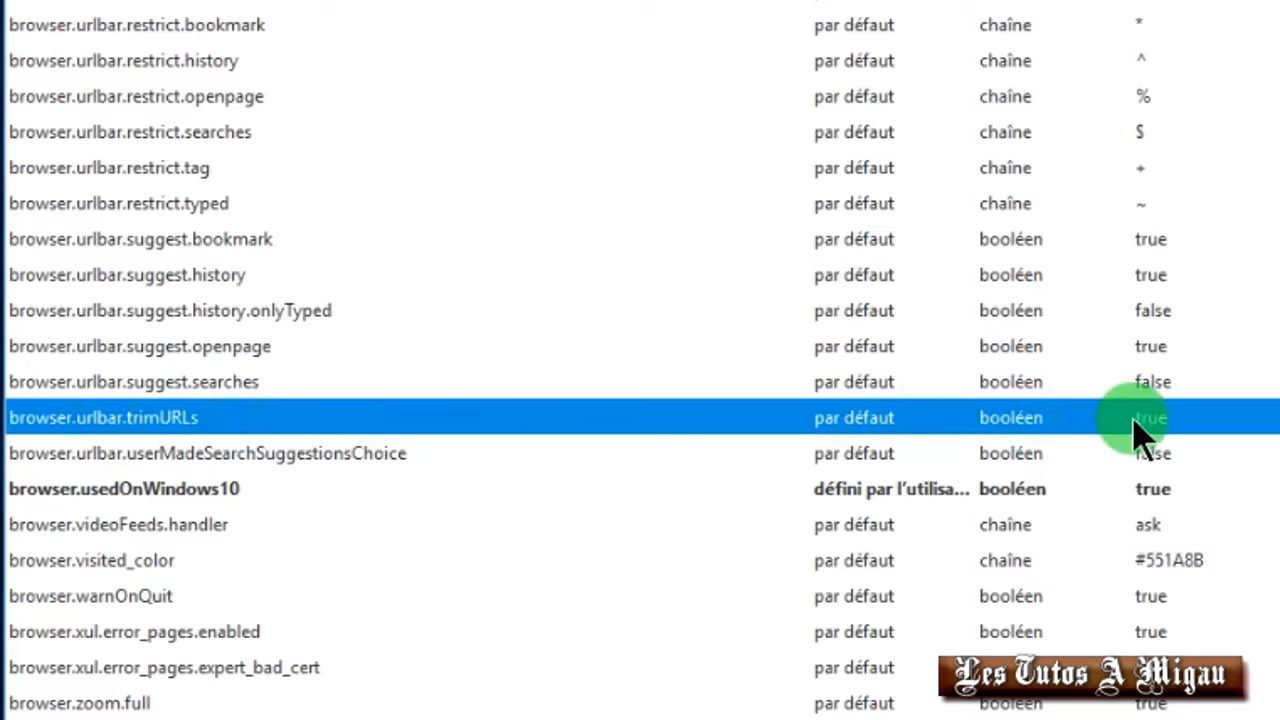 browser.urlbar.restrict.bookmark par défaut chaîne *
browser.urlbar.restrict.history par défaut chaîne ^
browser.urlbar.restrict.openpage par défaut chaîne %
browser.urlbar.restrict.searches par défaut chaîne $
browser.urlbar.restrict.tag par défaut chaîne +
browser.urlbar.restrict.typed par défaut chaîne ~
browser.urlbar.suggest.bookmark par défaut booléen true
browser.urlbar.suggest.history par défaut booléen true
browser.urlbar.suggest.history.onlyTyped par défaut booléen false
browser.urlbar.suggest.openpage par défaut booléen true
browser.urlbar.suggest.searches par défaut booléen false
browser.urlbar.trimURLs par défaut booléen true
browser.urlbar.userMadeSearchSuggestionsChoice par défaut booléen false
browser.usedOnWindows10 défini par l’utilisa... booléen true
browser.videoFeeds.handler par défaut chaîne ask
browser.visited_color par défaut chaîne #551A8B
browser.warnOnQuit par défaut booléen true
browser.xul.error_pages.enabled par défaut booléen true
browser.xul.error_pages.expert_bad_cert par défaut
Les Tutos A Migau
browser.zoom.full par défaut booléen true